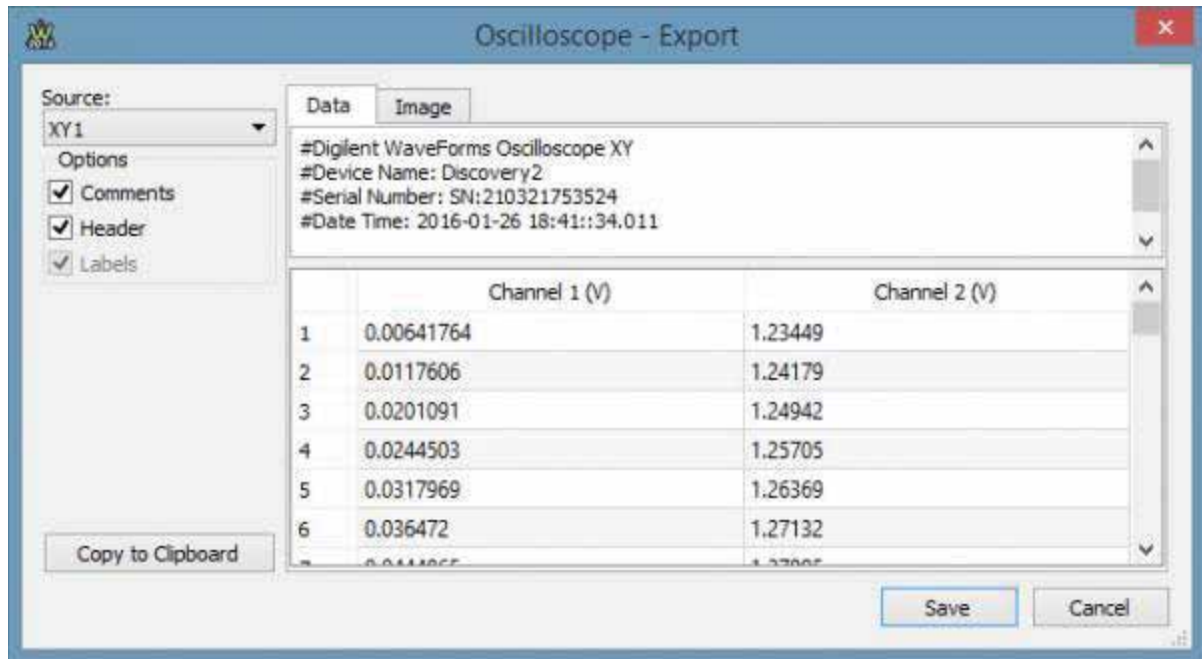 Oscilloscope - Export
Source:
XY1
Options
Comments
Header
Labels
Copy to Clipboard
Data Image
#Digilent WaveForms Oscilloscope XY
#Device Name: Discovery2
#Serial Number: SN:210321753524
#Date Time: 2016-01-26 18:41::34.011
Channel 1 (V) Channel 2 (V)
1 0.00641764 1.23449
2 0.0117606 1.24179
3 0.0201091 1.24942
4 0.0244503 1.25705
5 0.0317969 1.26369
6 0.036472 1.27132
Save Cancel